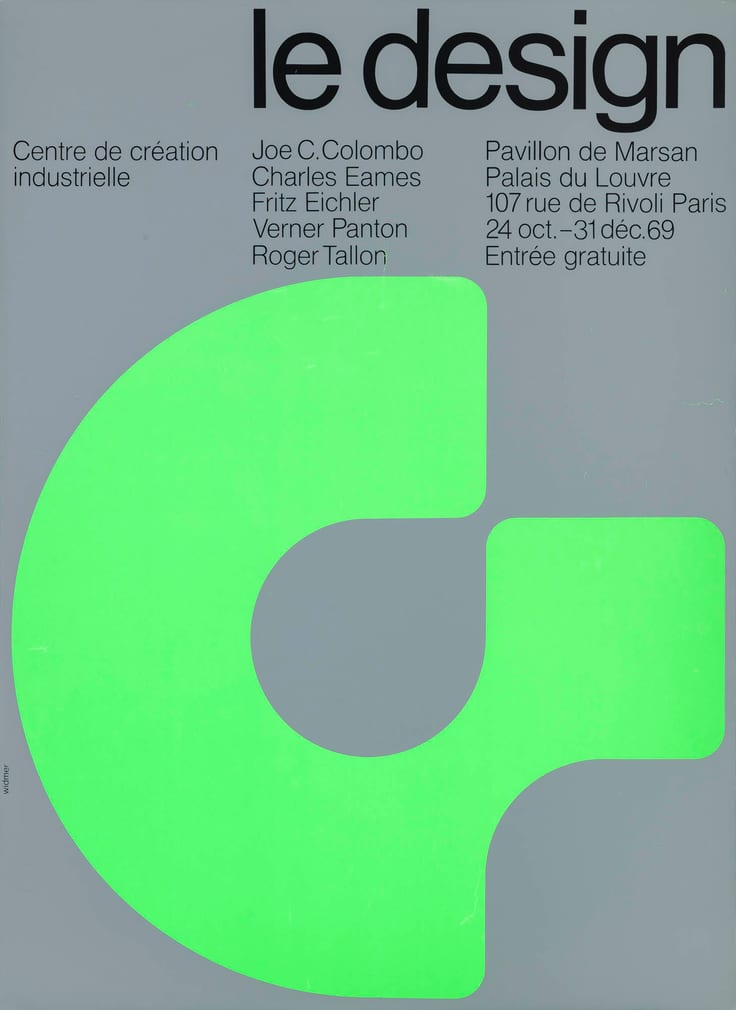 le design
Centre de création
industrielle
Joe C. Colombo
Charles Eames
Fritz Eichler
Verner Panton
Roger Tallon
Pavillon de Marsan
Palais du Louvre
107 rue de Rivoli Paris
24 oct.–31 déc. 69
Entrée gratuite
widmer